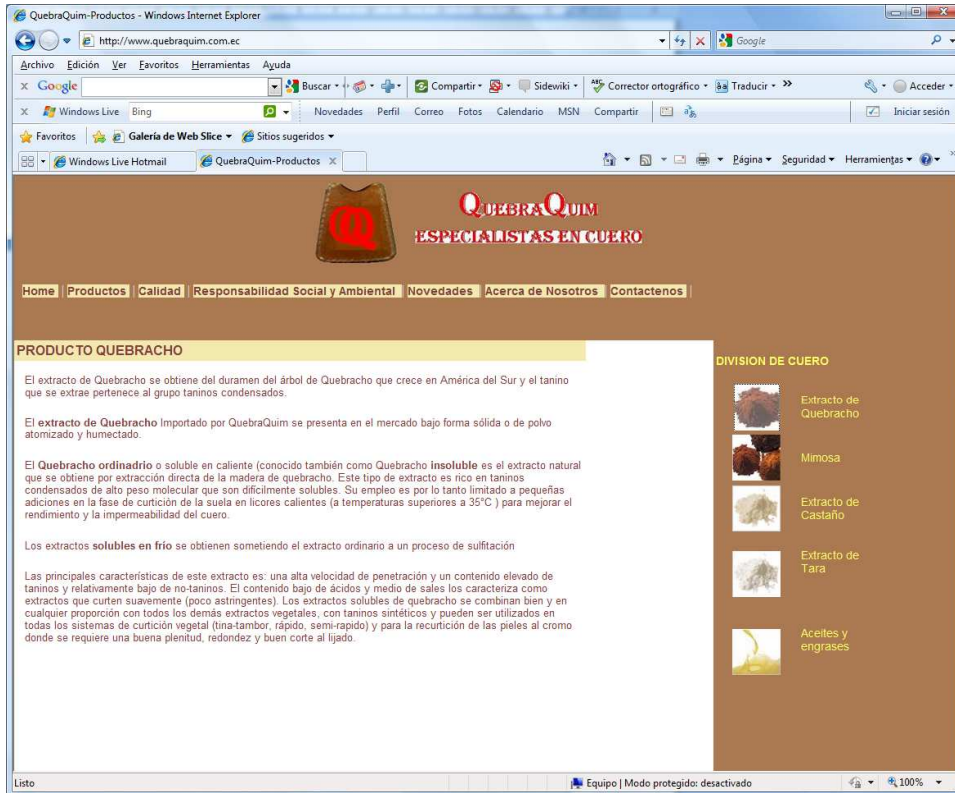 QuebraQuim-Productos - Windows Internet Explorer
http://www.quebraquim.com.ec
Google
Archivo Edición Ver Favoritos Herramientas Ayuda
x Google Buscar Compartir Sidewiki Corrector ortográfico Traducir >> Acceder
x Windows Live Bing Novedades Perfil Correo Fotos Calendario MSN Compartir Iniciar sesión
Favoritos Galería de Web Slice Sitios sugeridos
Windows Live Hotmail QuebraQuim-Productos x Página Seguridad Herramientas
QQ
QuebraQuim
ESPECIALISTAS EN CUERO
Home | Productos | Calidad | Responsabilidad Social y Ambiental | Novedades | Acerca de Nosotros | Contactenos |
PRODUCTO QUEBRACHO
El extracto de Quebracho se obtiene del duramen del árbol de Quebracho que crece en América del Sur y el tanino
que se extrae pertenece al grupo taninos condensados.
El extracto de Quebracho Importado por QuebraQuim se presenta en el mercado bajo forma sólida o de polvo
atomizado y humectado.
El Quebracho ordinadrio o soluble en caliente (conocido también como Quebracho insoluble es el extracto natural
que se obtiene por extracción directa de la madera de quebracho. Este tipo de extracto es rico en taninos
condensados de alto peso molecular que son difícilmente solubles. Su empleo es por lo tanto limitado a pequeñas
adiciones en la fase de curtición de la suela en licores calientes (a temperaturas superiores a 35°C ) para mejorar el
rendimiento y la impermeabilidad del cuero.
Los extractos solubles en frío se obtienen sometiendo el extracto ordinario a un proceso de sulfitación
Las principales características de este extracto es: una alta velocidad de penetración y un contenido elevado de
taninos y relativamente bajo de no-taninos. El contenido bajo de ácidos y medio de sales los caracteriza como
extractos que curten suavemente (poco astringentes). Los extractos solubles de quebracho se combinan bien y en
cualquier proporción con todos los demás extractos vegetales, con taninos sintéticos y pueden ser utilizados en
todas los sistemas de curtición vegetal (tina-tambor, rápido, semi-rapido) y para la recurtición de las pieles al cromo
donde se requiere una buena plenitud, redondez y buen corte al lijado.
DIVISION DE CUERO
Extracto de
Quebracho
Mimosa
Extracto de
Castaño
Extracto de
Tara
Aceites y
engrases
Listo
Equipo | Modo protegido: desactivado
100%